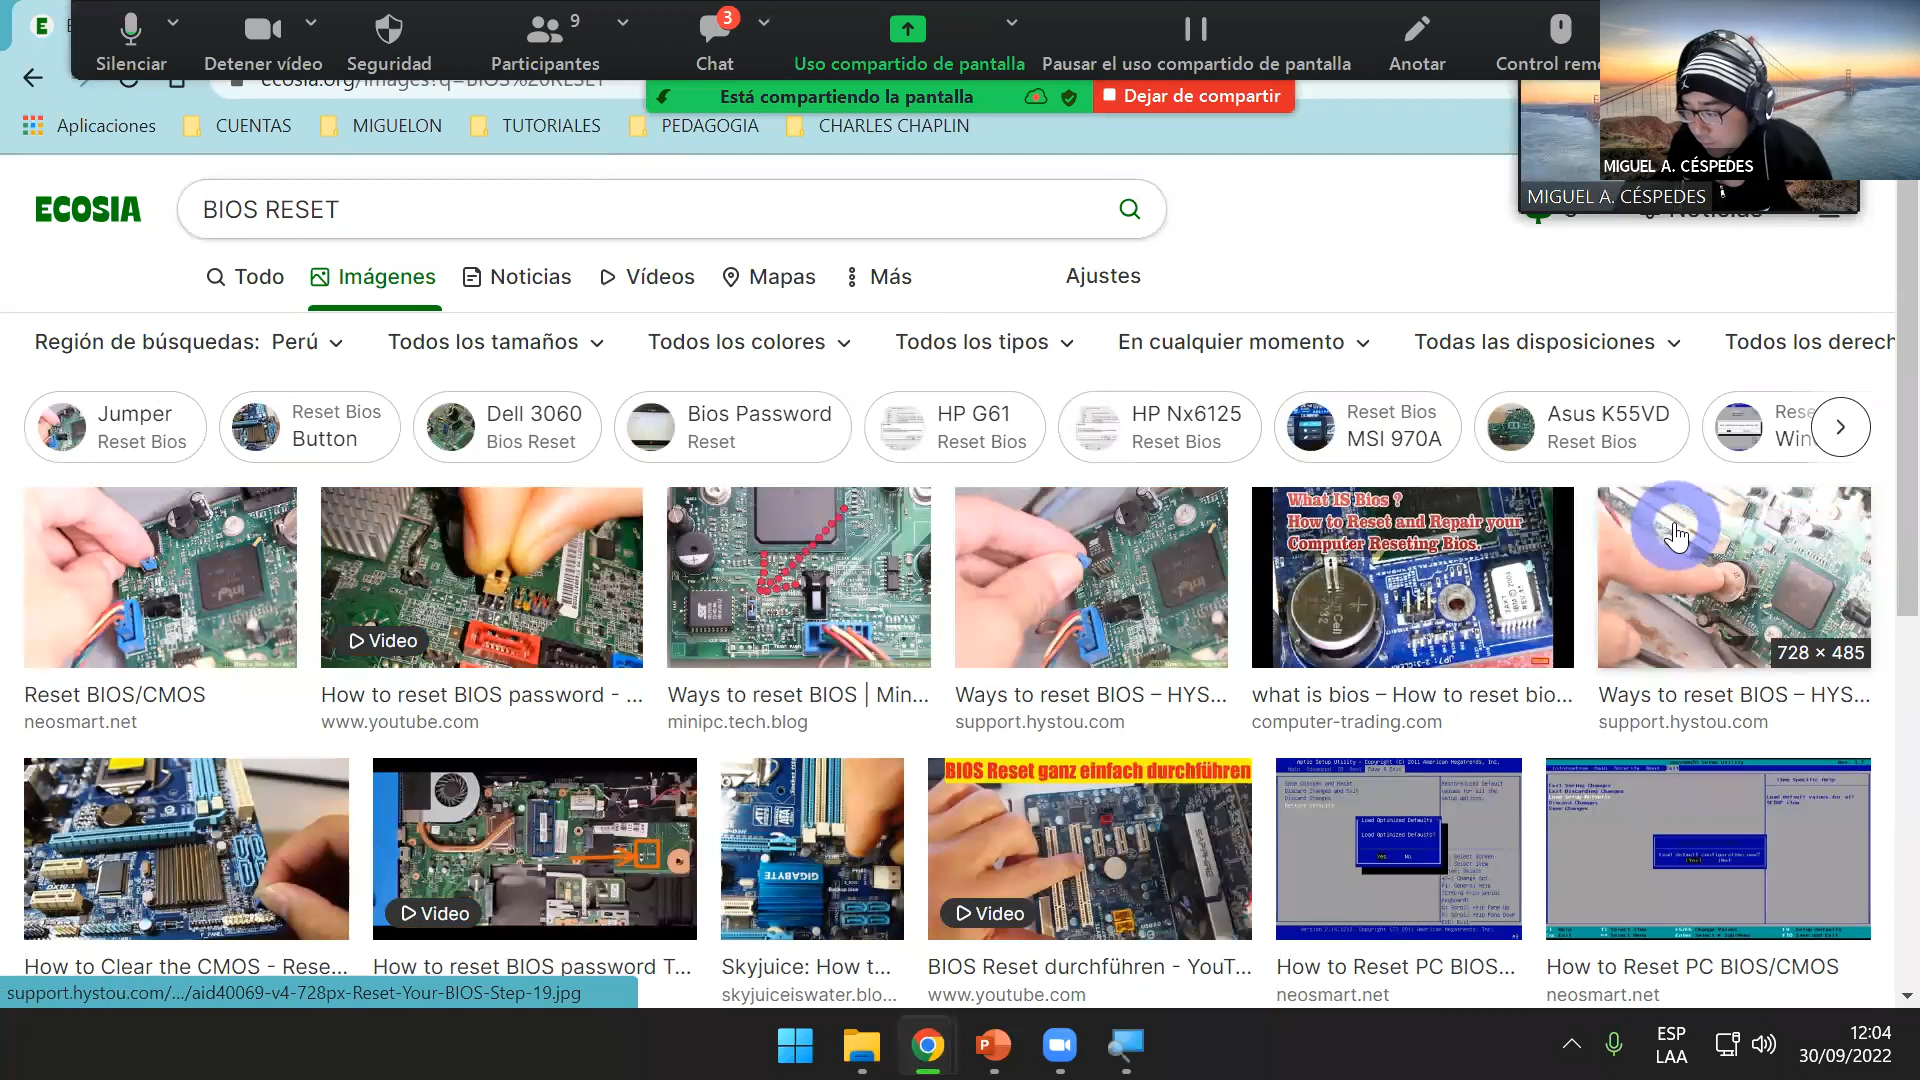 Silenciar
Detener vídeo
Seguridad
9
Participantes
3
Chat
Uso compartido de pantalla
Pausar el uso compartido de pantalla
Anotar
Está compartiendo la pantalla
Dejar de compartir
MIGUEL A. CÉSPEDES
MIGUEL A. CÉSPEDES
Aplicaciones
CUENTAS
MIGUELON
TUTORIALES
PEDAGOGIA
CHARLES CHAPLIN
ECOSIA
BIOS RESET
Todo
Imágenes
Noticias
Vídeos
Mapas
Más
Ajustes
Región de búsquedas: Perú
Todos los tamaños
Todos los colores
Todos los tipos
En cualquier momento
Todas las disposiciones
Todos los derech
Jumper
Reset Bios
Reset Bios
Button
Dell 3060
Bios Reset
Bios Password
Reset
HP G61
Reset Bios
HP Nx6125
Reset Bios
Reset Bios
MSI 970A
Asus K55VD
Reset Bios
What IS Bios ?
How to Reset and Repair your
Computer Reseting Bios.
Video
728 × 485
Reset BIOS/CMOS
neosmart.net
How to reset BIOS password - ...
www.youtube.com
Ways to reset BIOS | Min...
minipc.tech.blog
Ways to reset BIOS – HYS...
support.hystou.com
what is bios – How to reset bio...
computer-trading.com
Ways to reset BIOS – HYS...
support.hystou.com
GIGABYTE
BIOS Reset ganz einfach durchführen
Video
Video
Load Optimized Defaults
Load Optimized Defaults?
Yes No
How to Clear the CMOS - Rese...
How to reset BIOS password T...
Skyjuice: How t...
skyjuiceiswater.blo...
BIOS Reset durchführen - YouT...
www.youtube.com
How to Reset PC BIOS...
neosmart.net
How to Reset PC BIOS/CMOS
neosmart.net
support.hystou.com/.../aid40069-v4-728px-Reset-Your-BIOS-Step-19.jpg
ESP
LAA
12:04
30/09/2022